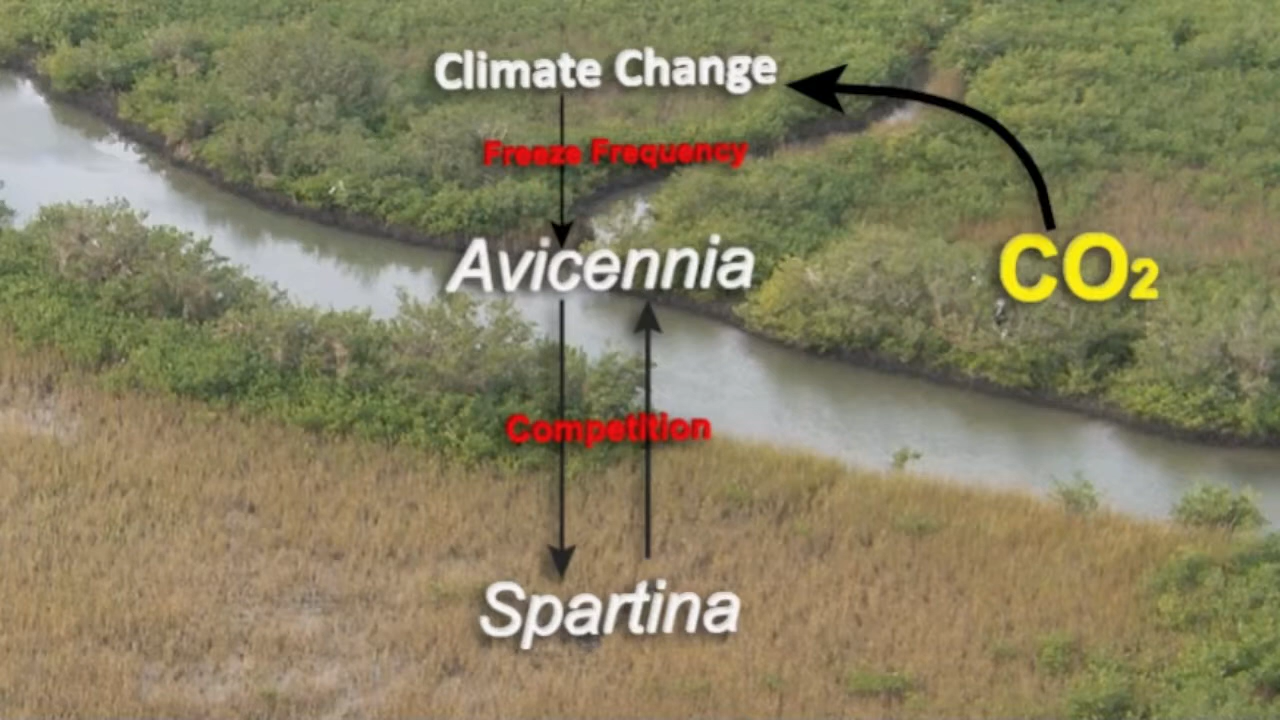 Climate Change
Freeze Frequency
Avicennia
CO₂
Competition
Spartina